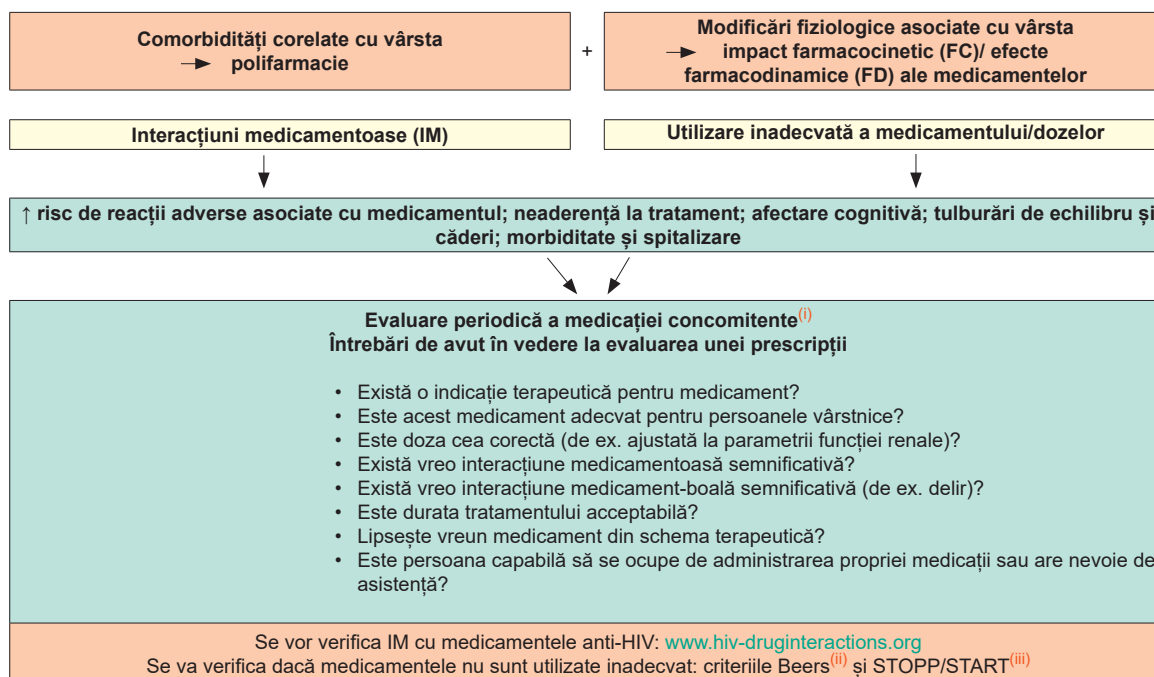 Comorbidități corelate cu vârsta
→ polifarmacie
+
Modificări fiziologice asociate cu vârsta
→ impact farmacocinetic (FC)/ efecte
farmacodinamice (FD) ale medicamentelor
Interacțiuni medicamentoase (IM)
Utilizare inadecvată a medicamentului/dozelor
↑ risc de reacții adverse asociate cu medicamentul; neaderență la tratament; afectare cognitivă; tulburări de echilibru și
căderi; morbiditate și spitalizare
Evaluare periodică a medicației concomitente(i)
Întrebări de avut în vedere la evaluarea unei prescripții
• Există o indicație terapeutică pentru medicament?
• Este acest medicament adecvat pentru persoanele vârstnice?
• Este doza cea corectă (de ex. ajustată la parametrii funcției renale)?
• Există vreo interacțiune medicamentoasă semnificativă?
• Există vreo interacțiune medicament-boală semnificativă (de ex. delir)?
• Este durata tratamentului acceptabilă?
• Lipsește vreun medicament din schema terapeutică?
• Este persoana capabilă să se ocupe de administrarea propriei medicații sau are nevoie de
asistență?
Se vor verifica IM cu medicamentele anti-HIV: www.hiv-druginteractions.org
Se va verifica dacă medicamentele nu sunt utilizate inadecvat: criteriile Beers(ii) și STOPP/START(iii)